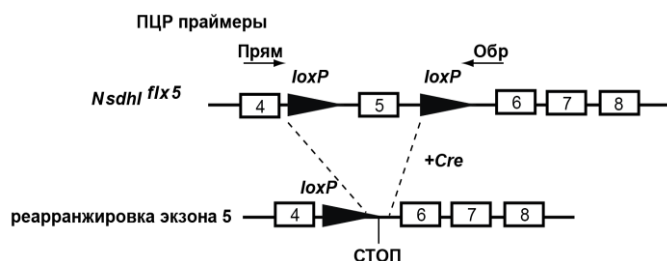 ПЦР праймеры
Прям Обр
loxP loxP
Nsdhl flx5
4 5 6 7 8
+Cre
loxP
реарранжировка экзона 5 4 6 7 8
СТОП